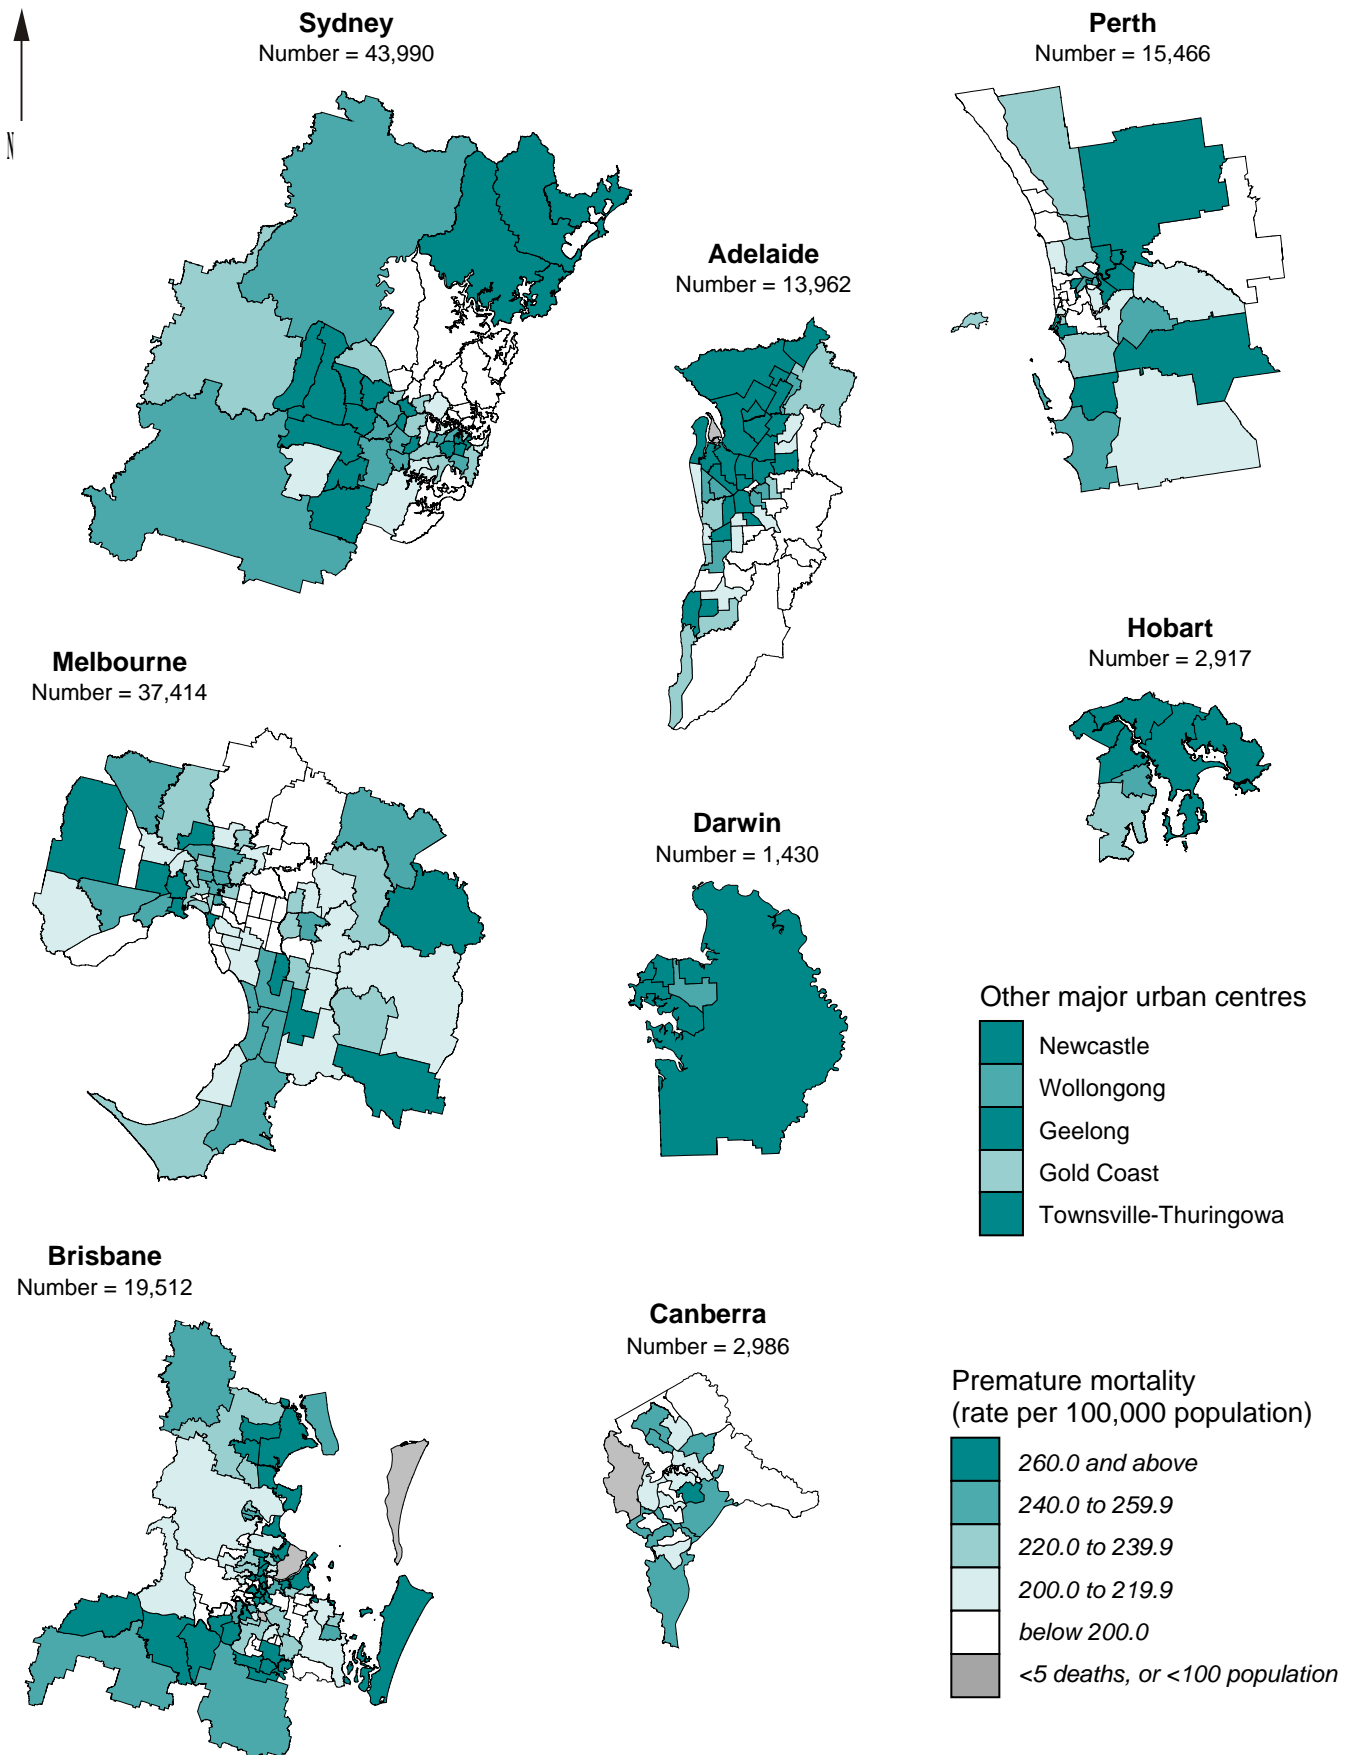 Sydney
Number = 43,990
Perth
Number = 15,466
N
Adelaide
Number = 13,962
Hobart
Number = 2,917
Melbourne
Number = 37,414
Darwin
Number = 1,430
Other major urban centres
Newcastle
Wollongong
Geelong
Gold Coast
Townsville-Thuringowa
Brisbane
Number = 19,512
Canberra
Number = 2,986
Premature mortality
(rate per 100,000 population)
260.0 and above
240.0 to 259.9
220.0 to 239.9
200.0 to 219.9
below 200.0
<5 deaths, or <100 population